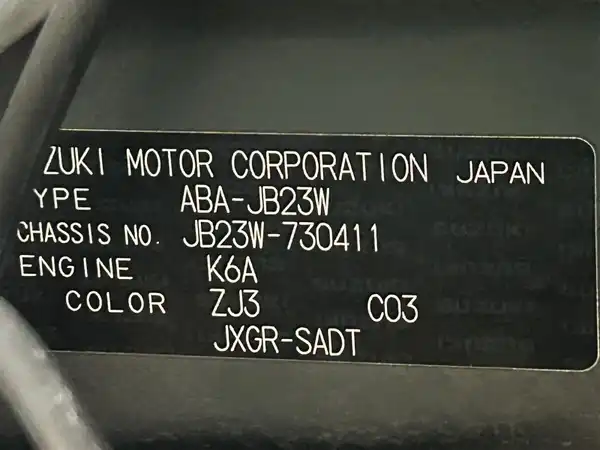 ZUKI MOTOR CORPORATION JAPAN
YPE ABA-JB23W
CHASSIS NO. JB23W-730411
ENGINE K6A
COLOR ZJ3 C03
JXGR-SADT